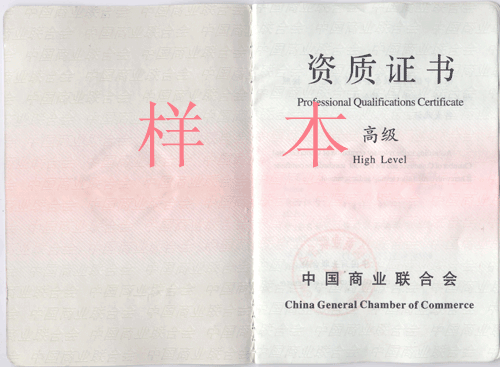 样 本
资质证书
Professional Qualifications Certificate
高级
High Level
中国商业联合会
China General Chamber of Commerce